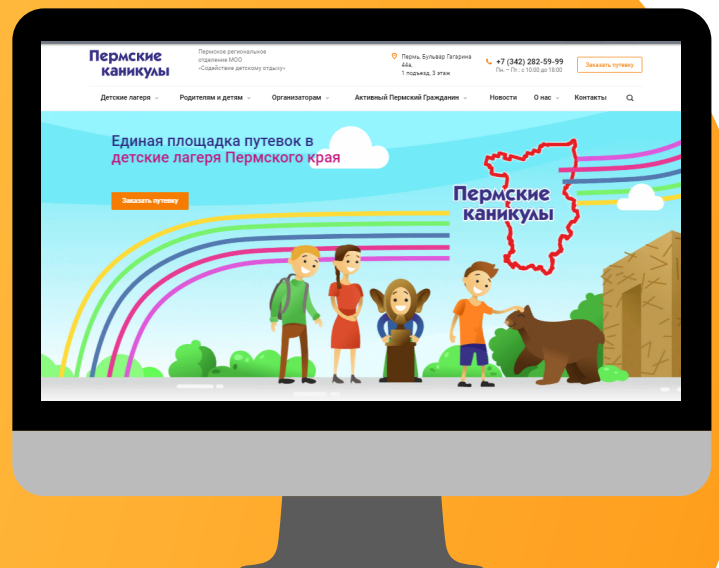 Пермские
каникулы
Пермское региональное
отделение МОО
«Содействие детскому отдыху»
Пермь, Бульвар Гагарина
44а,
1 подъезд, 3 этаж
+7 (342) 282-59-99
Пн. – Пт.: с 10:00 до 18:00
Заказать путевку
Детские лагеря
Родителям и детям
Организаторам
Активный Пермский Гражданин
Новости
О нас
Контакты
Единая площадка путевок в
детские лагеря Пермского края
Заказать путевку
Пермские
каникулы